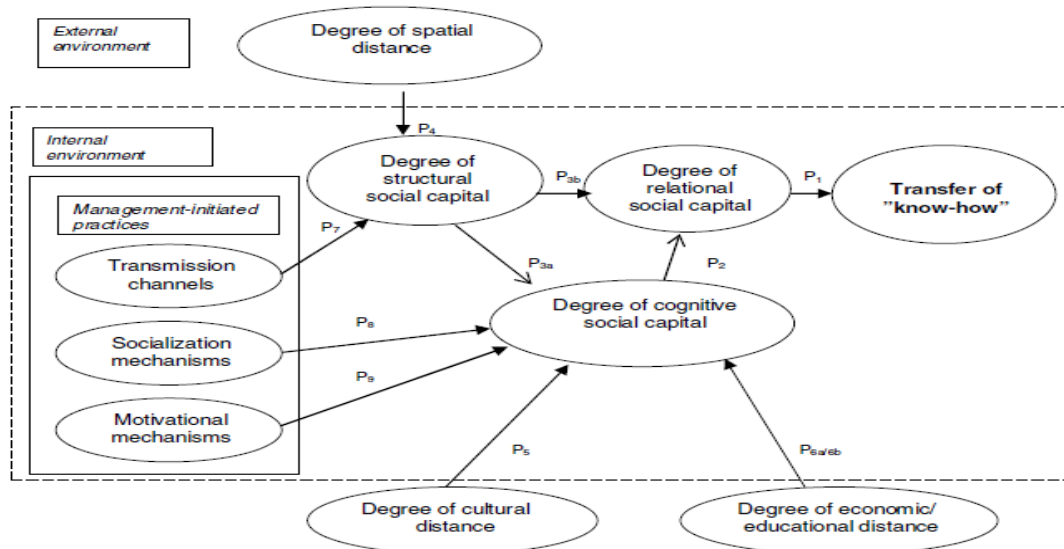 External
environment
Degree of spatial
distance
P4
Internal
environment
Degree of
structural
social capital
P3b
Degree of
relational
social capital
P1
Transfer of
"know-how"
Management-initiated
practices
P7
Transmission
channels
P3a
P2
Degree of cognitive
social capital
P8
Socialization
mechanisms
P9
Motivational
mechanisms
P5
P6a/6b
Degree of cultural
distance
Degree of economic/
educational distance